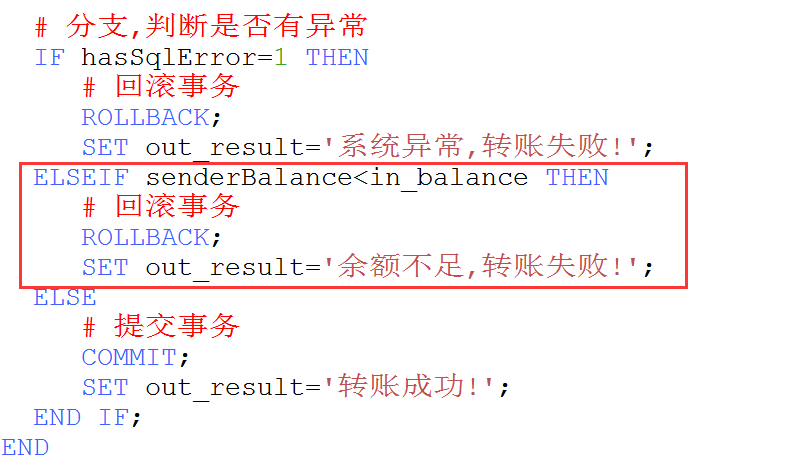 # 分支,判断是否有异常
IF hasSqlError=1 THEN
# 回滚事务
ROLLBACK;
SET out_result='系统异常,转账失败!';
ELSEIF senderBalance<in_balance THEN
# 回滚事务
ROLLBACK;
SET out_result='余额不足,转账失败!';
ELSE
# 提交事务
COMMIT;
SET out_result='转账成功!';
END IF;
END